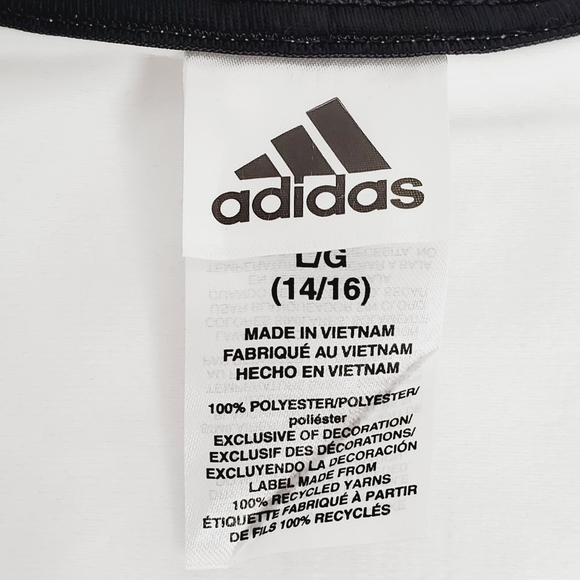 adidas
L/G
(14/16)
MADE IN VIETNAM
FABRIQUÉ AU VIETNAM
HECHO EN VIETNAM
100% POLYESTER/POLYESTER/
poliéster
EXCLUSIVE OF DECORATION/
EXCLUSIF DES DÉCORATIONS/
EXCLUYENDO LA DECORACIÓN
LABEL MADE FROM
100% RECYCLED YARNS
ÉTIQUETTE FABRIQUÉ À PARTIR
DE FILS 100% RECYCLÉS